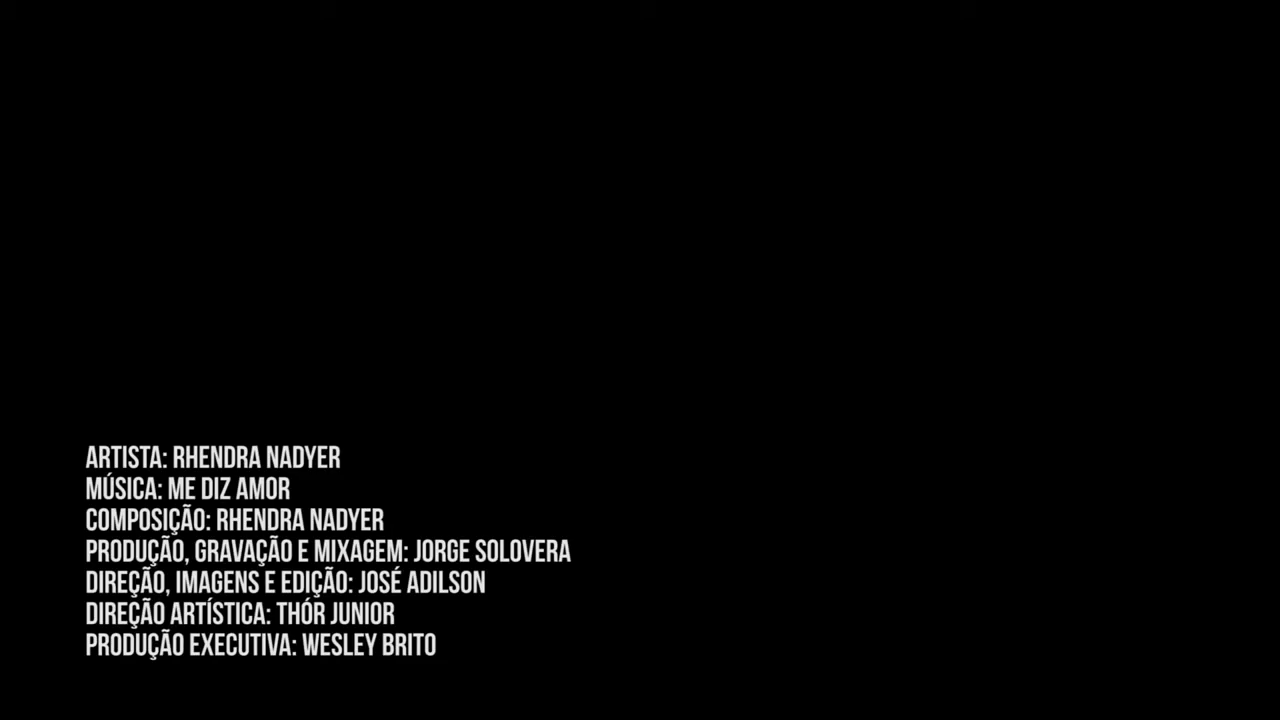 ARTISTA: RHENDRA NADYER
MÚSICA: ME DIZ AMOR
COMPOSIÇÃO: RHENDRA NADYER
PRODUÇÃO, GRAVAÇÃO E MIXAGEM: JORGE SOLOVERA
DIREÇÃO, IMAGENS E EDIÇÃO: JOSÉ ADILSON
DIREÇÃO ARTÍSTICA: THÓR JUNIOR
PRODUÇÃO EXECUTIVA: WESLEY BRITO